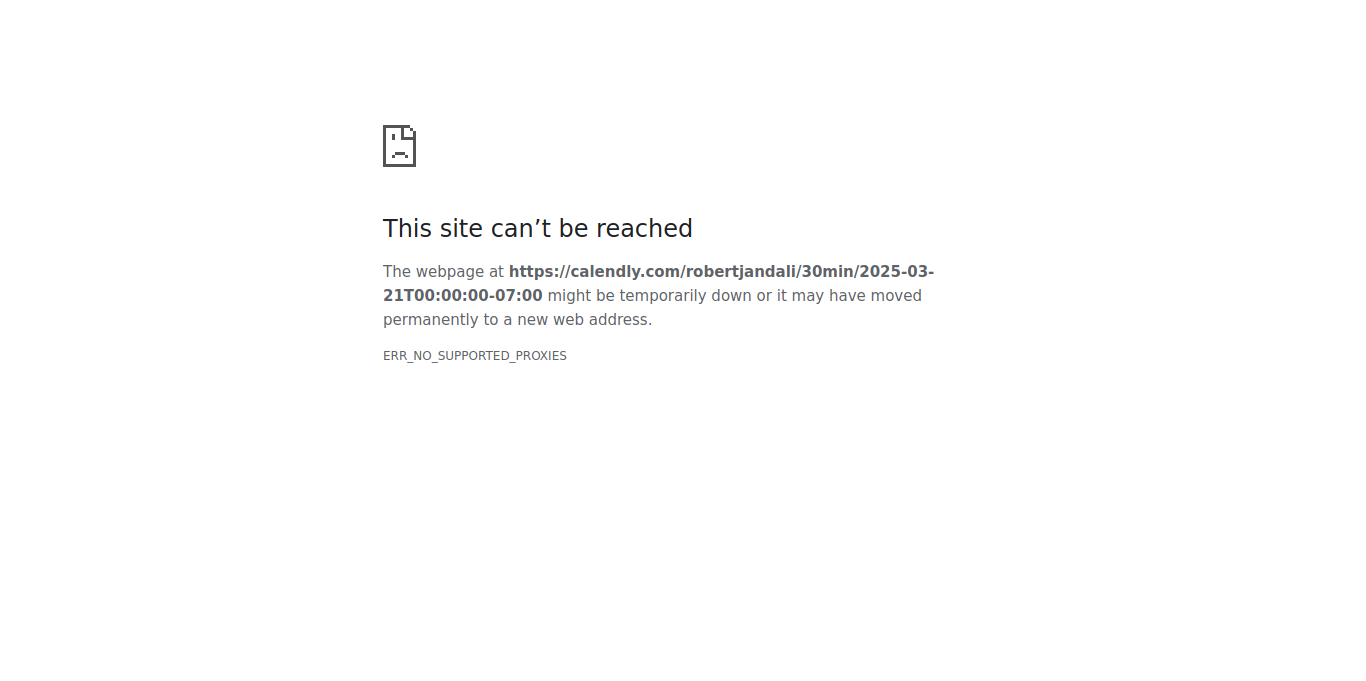 This site can’t be reached
The webpage at https://calendly.com/robertjandali/30min/2025-03-
21T00:00:00-07:00 might be temporarily down or it may have moved
permanently to a new web address.
ERR_NO_SUPPORTED_PROXIES